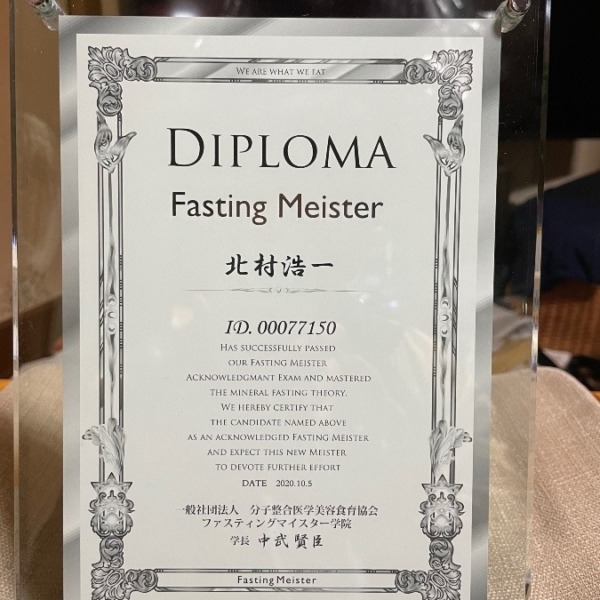 WE ARE WHAT WE EAT
DIPLOMA
Fasting Meister
北村浩一
ID. 00077150
HAS SUCCESSFULLY PASSED
OUR FASTING MEISTER
ACKNOWLEDGMANT EXAM AND MASTERED
THE MINERAL FASTING THEORY.
WE HEREBY CERTIFY THAT
THE CANDIDATE NAMED ABOVE
AS AN ACKNOWLEDGED FASTING MEISTER
AND EXPECT THIS NEW MEISTER
TO DEVOTE FURTHER EFFORT
DATE 2020.10.5
一般社団法人 分子整合医学美容食育協会
ファスティングマイスター学院
学長 中武賢臣
Fasting Meister